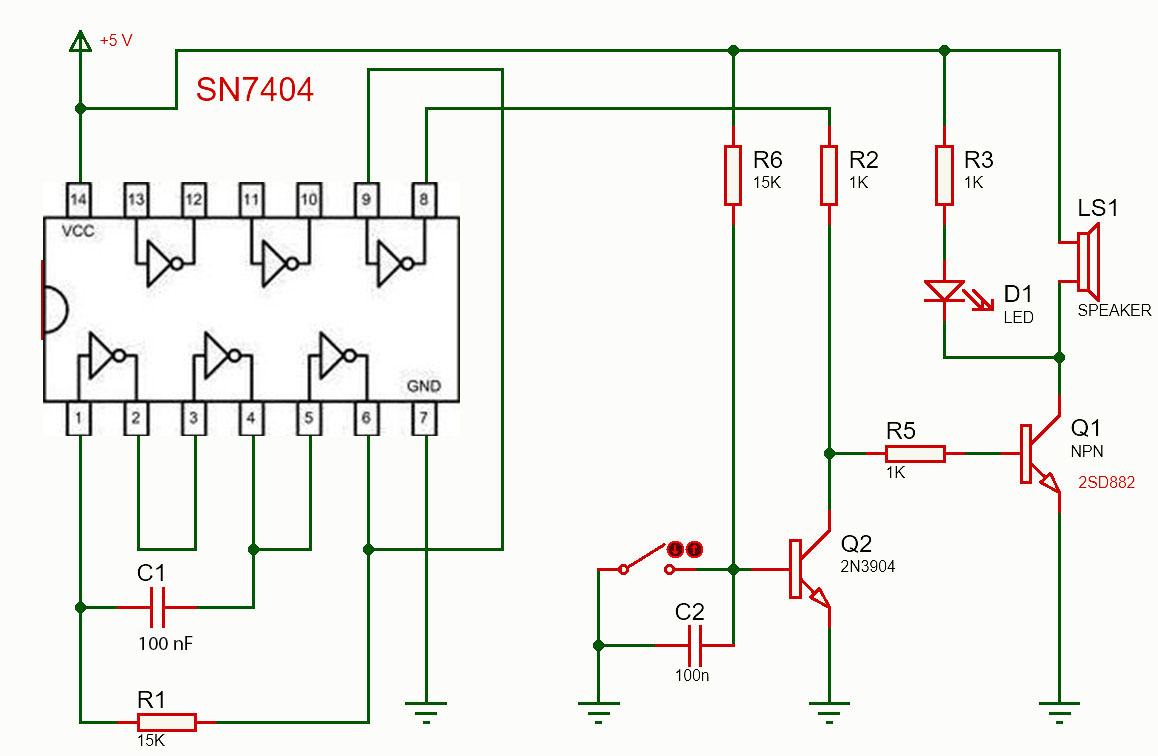 +5 V
SN7404
14 13 12 11 10 9 8
VCC
GND
1 2 3 4 5 6 7
C1
100 nF
R1
15K
R6
15K
R2
1K
R3
1K
LS1
SPEAKER
D1
LED
R5
1K
Q1
NPN
2SD882
Q2
2N3904
C2
100n